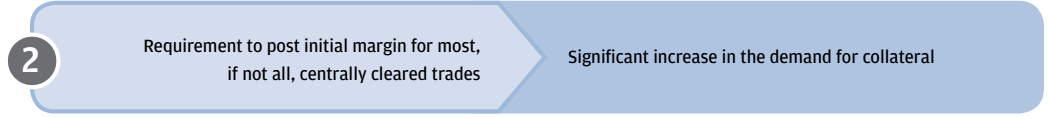 2
Requirement to post initial margin for most,
if not all, centrally cleared trades
Significant increase in the demand for collateral